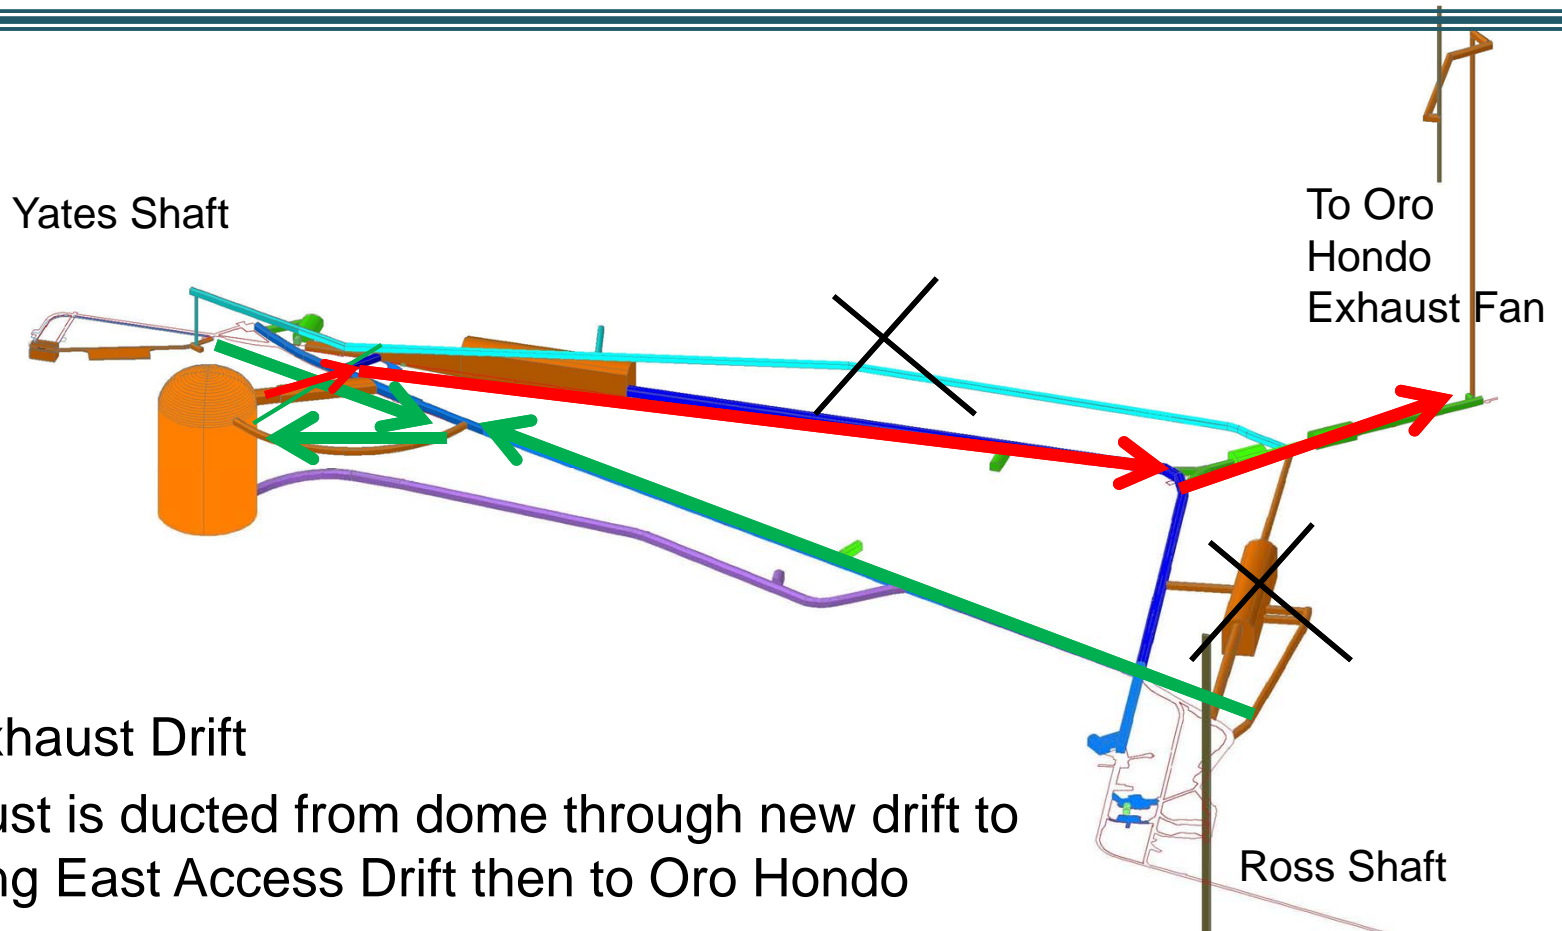 Yates Shaft
To Oro
Hondo
Exhaust Fan
xhaust Drift
ust is ducted from dome through new drift to
ng East Access Drift then to Oro Hondo
Ross Shaft